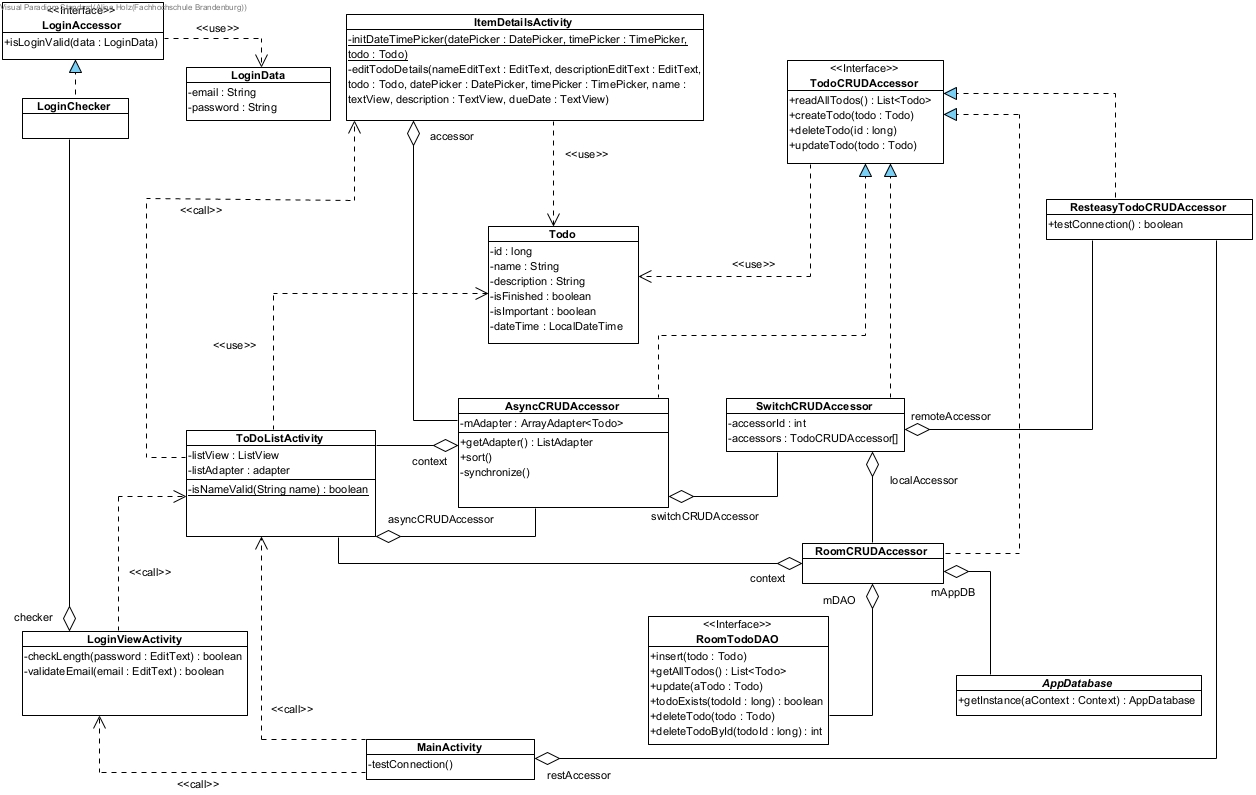 Visual Paradigm Standard(Alina Holz(Fachhochschule Brandenburg))
<<Interface>>
LoginAccessor
+isLoginValid(data : LoginData)
<<use>>
LoginData
-email : String
-password : String
LoginChecker
ItemDetailsActivity
-initDateTimePicker(datePicker : DatePicker, timePicker : TimePicker,
todo : Todo)
-editTodoDetails(nameEditText : EditText, descriptionEditText : EditText,
todo : Todo, datePicker : DatePicker, timePicker : TimePicker, name :
textView, description : TextView, dueDate : TextView)
accessor
<<use>>
<<call>>
<<Interface>>
TodoCRUDAccessor
+readAllTodos() : List<Todo>
+createTodo(todo : Todo)
+deleteTodo(id : long)
+updateTodo(todo : Todo)
ResteasyTodoCRUDAccessor
+testConnection() : boolean
Todo
-id : long
-name : String
-description : String
-isFinished : boolean
-isImportant : boolean
-dateTime : LocalDateTime
<<use>>
<<use>>
AsyncCRUDAccessor
-mAdapter : ArrayAdapter<Todo>
+getAdapter() : ListAdapter
+sort()
-synchronize()
SwitchCRUDAccessor
-accessorId : int
-accessors : TodoCRUDAccessor[]
remoteAccessor
localAccessor
ToDoListActivity
-listView : ListView
-listAdapter : adapter
-isNameValid(String name) : boolean
context
asyncCRUDAccessor
switchCRUDAccessor
RoomCRUDAccessor
context
mDAO
mAppDB
<<call>>
checker
LoginViewActivity
-checkLength(password : EditText) : boolean
-validateEmail(email : EditText) : boolean
<<Interface>>
RoomTodoDAO
+insert(todo : Todo)
+getAllTodos() : List<Todo>
+update(aTodo : Todo)
+todoExists(todoId : long) : boolean
+deleteTodo(todo : Todo)
+deleteTodoById(todoId : long) : int
AppDatabase
+getInstance(aContext : Context) : AppDatabase
<<call>>
MainActivity
-testConnection()
restAccessor
<<call>>